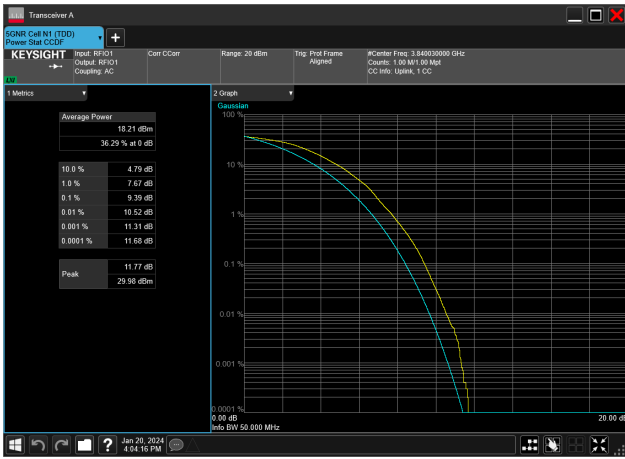 Transceiver A
5GNR Cell N1 (TDD)
Power Stat CCDF
KEYSIGHT
Input: RFIO1
Output: RFIO1
Coupling: AC
Corr CCorr
Range: 20 dBm
Trig: Prot Frame
Aligned
#Center Freq: 3.840030000 GHz
Counts: 1.00 M/1.00 Mpt
CC Info: Uplink, 1 CC
1 Metrics
Average Power
18.21 dBm
36.29 % at 0 dB
10.0 % 4.79 dB
1.0 % 7.67 dB
0.1 % 9.39 dB
0.01 % 10.52 dB
0.001 % 11.31 dB
0.0001 % 11.68 dB
Peak
11.77 dB
29.98 dBm
2 Graph
Gaussian
100 %
10 %
1 %
0.1 %
0.01 %
0.001 %
0.0001 %
0.00 dB
20.00 dB
Info BW 50.000 MHz
Jan 20, 2024
4:04:16 PM